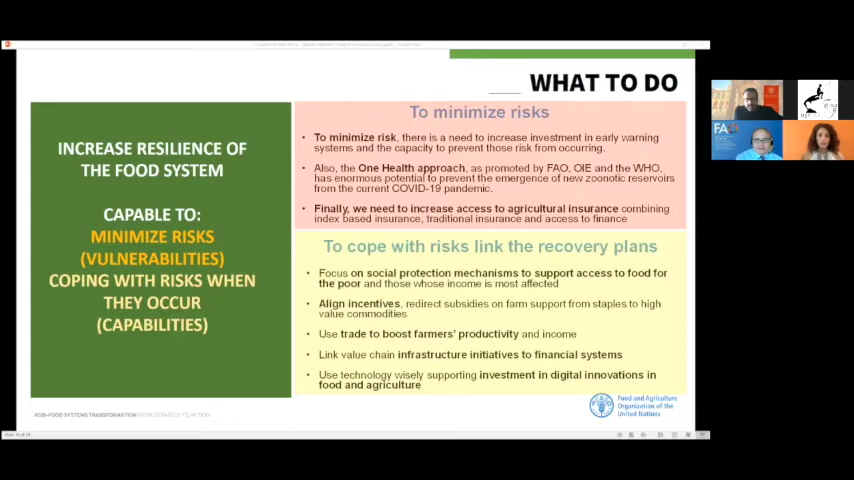 WHAT TO DO
INCREASE RESILIENCE OF
THE FOOD SYSTEM
CAPABLE TO:
MINIMIZE RISKS
(VULNERABILITIES)
COPING WITH RISKS WHEN
THEY OCCUR
(CAPABILITIES)
To minimize risks
• To minimize risk, there is a need to increase investment in early warning
systems and the capacity to prevent those risk from occurring.
• Also, the One Health approach, as promoted by FAO, OIE and the WHO,
has enormous potential to prevent the emergence of new zoonotic reservoirs
from the current COVID-19 pandemic.
• Finally, we need to increase access to agricultural insurance combining
index based insurance, traditional insurance and access to finance
To cope with risks link the recovery plans
• Focus on social protection mechanisms to support access to food for
the poor and those whose income is most affected
• Align incentives, redirect subsidies on farm support from staples to high
value commodities
• Use trade to boost farmers' productivity and income
• Link value chain infrastructure initiatives to financial systems
• Use technology wisely supporting investment in digital innovations in
food and agriculture
AGRI-FOOD SYSTEMS TRANSFORMATION FROM STRATEGY TO ACTION
Food and Agriculture
Organization of the
United Nations
FA